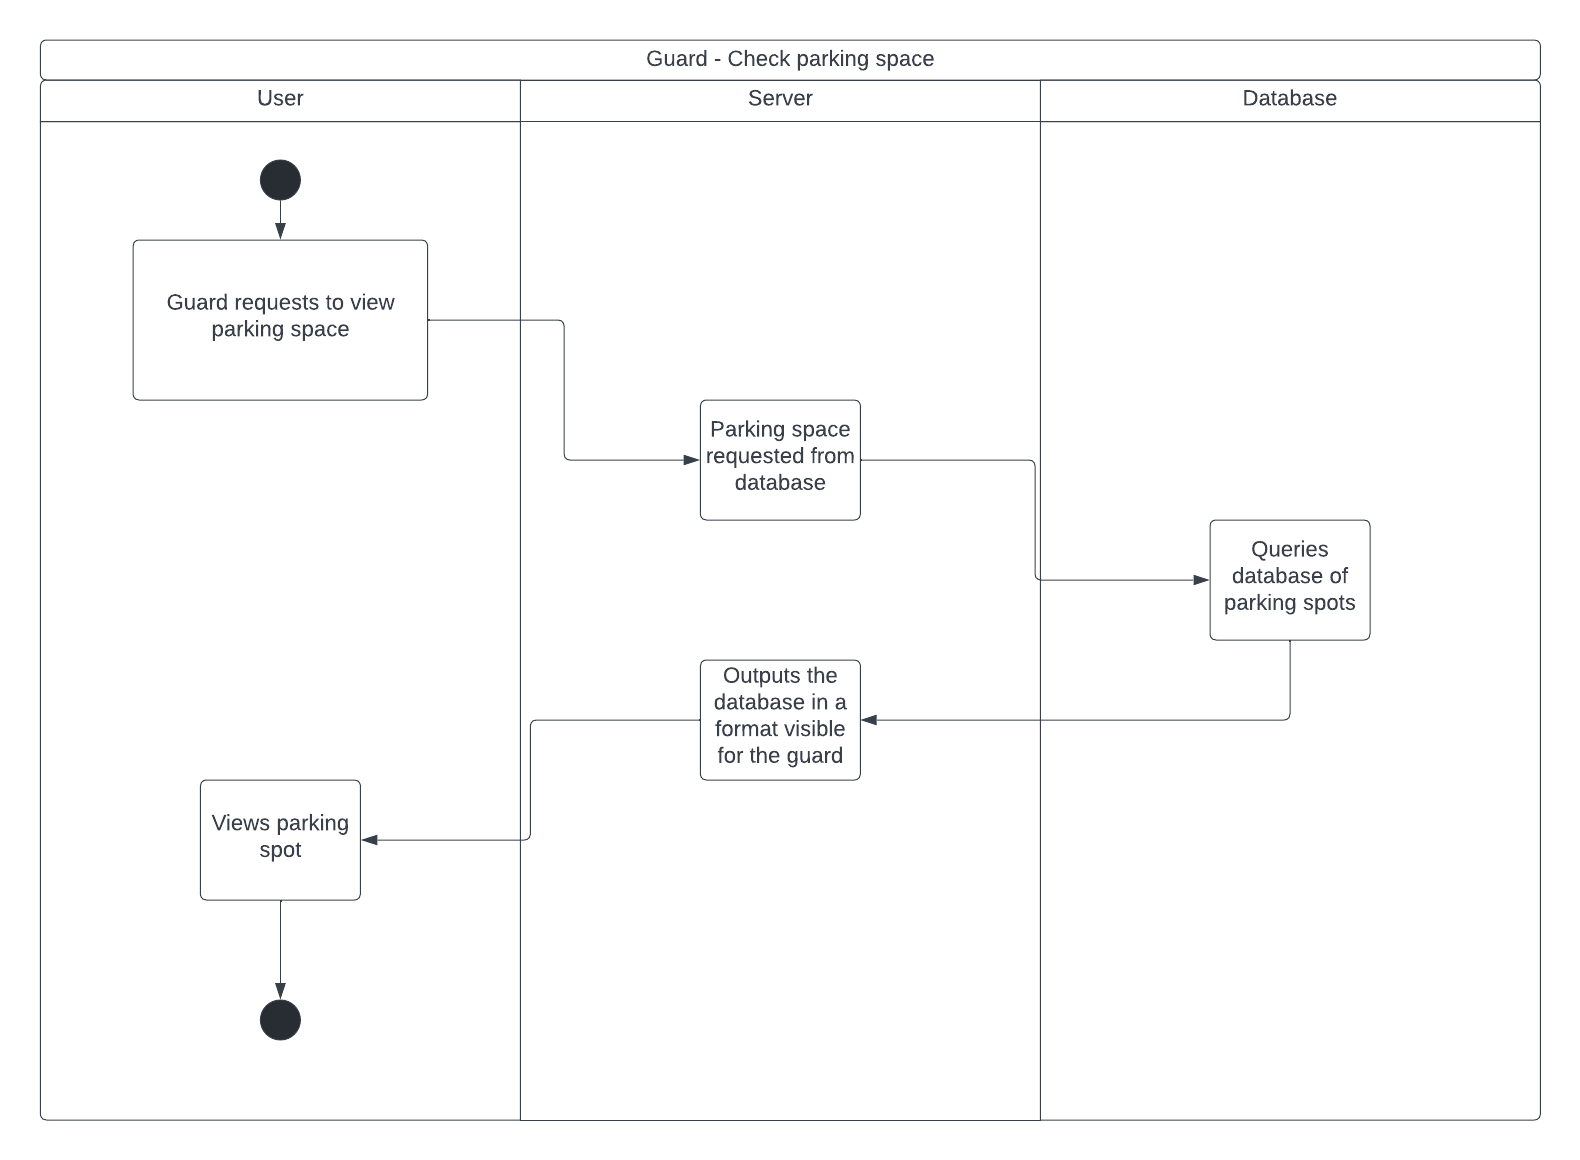 Guard - Check parking space
User
Server
Database
Guard requests to view
parking space
Parking space
requested from
database
Queries
database of
parking spots
Outputs the
database in a
format visible
for the guard
Views parking
spot